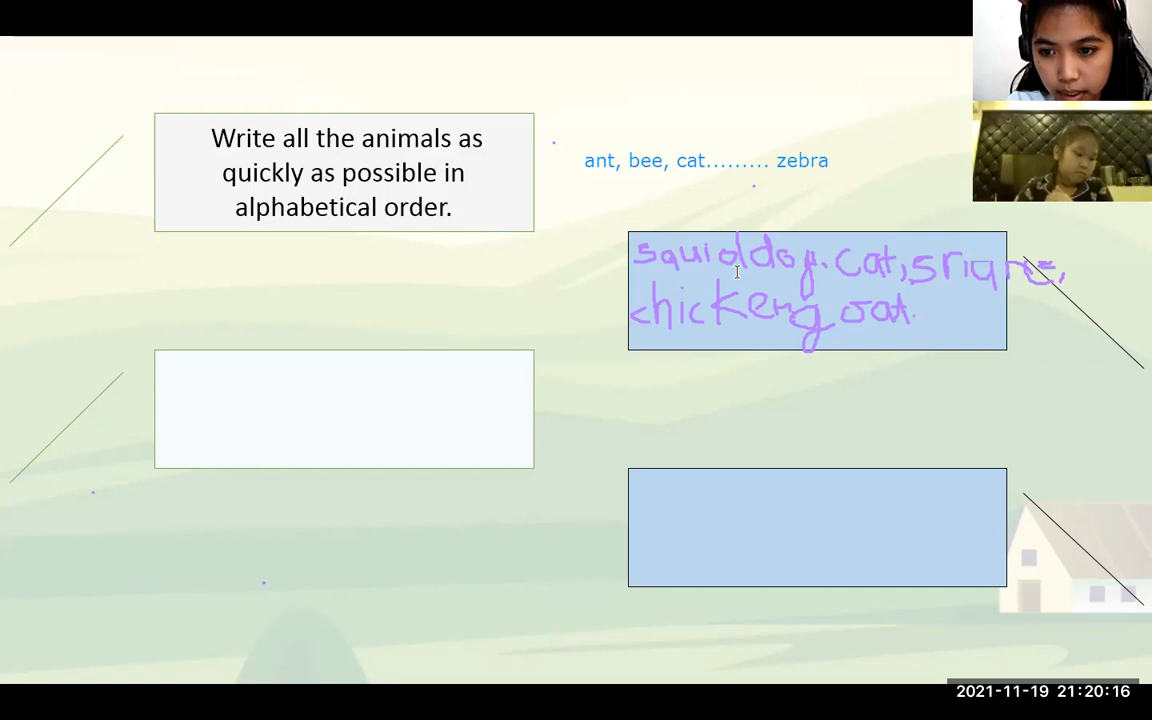 Write all the animals as
quickly as possible in
alphabetical order.
ant, bee, cat......... zebra
squid dog. cat,
chicken goat.
2021-11-19 21:20:16